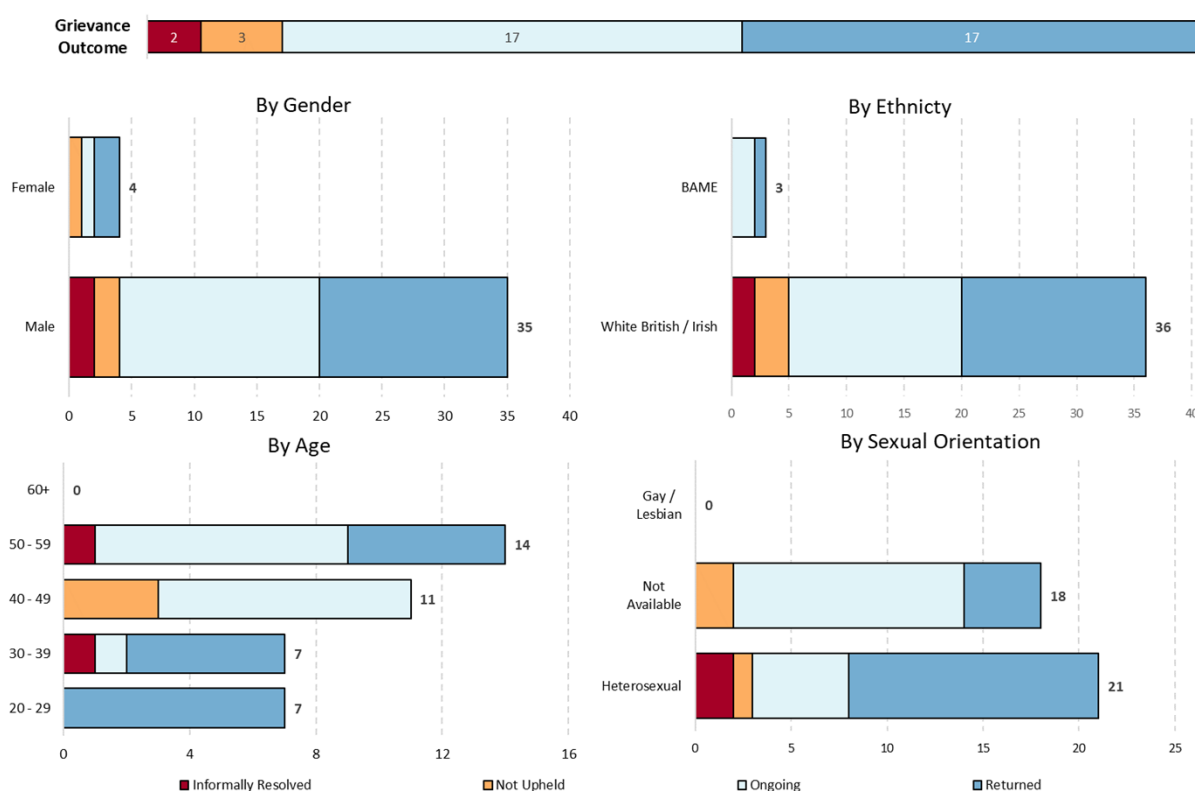 Grievance
Outcome
2 3 17 17
By Gender
Female
4
Male
35
0 5 10 15 20 25 30 35 40
By Ethnicty
BAME
3
White British / Irish
36
0 5 10 15 20 25 30 35 40
By Age
60+
0
50 - 59
14
40 - 49
11
30 - 39
7
20 - 29
7
0 4 8 12 16
By Sexual Orientation
Gay /
Lesbian
0
Not
Available
18
Heterosexual
21
0 5 10 15 20 25
Informally Resolved Not Upheld Ongoing Returned